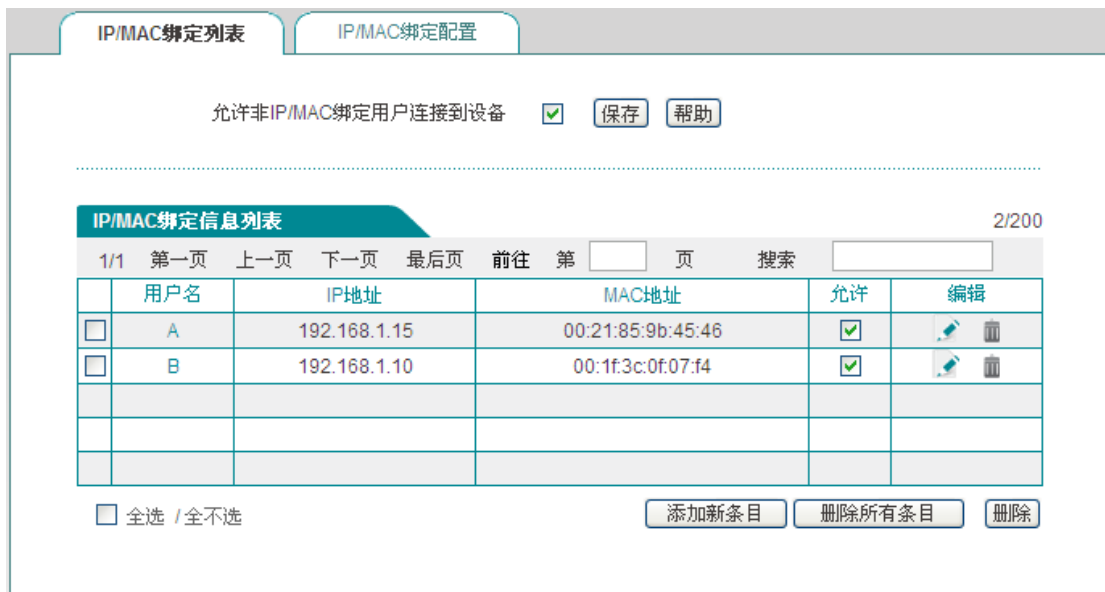 IP/MAC绑定列表 IP/MAC绑定配置
允许非IP/MAC绑定用户连接到设备 保存 帮助
IP/MAC绑定信息列表 2/200
1/1 第一页 上一页 下一页 最后页 前往 第 页 搜索
用户名 IP地址 MAC地址 允许 编辑
A 192.168.1.15 00:21:85:9b:45:46
B 192.168.1.10 00:1f:3c:0f:07:f4
全选 / 全不选 添加新条目 删除所有条目 删除